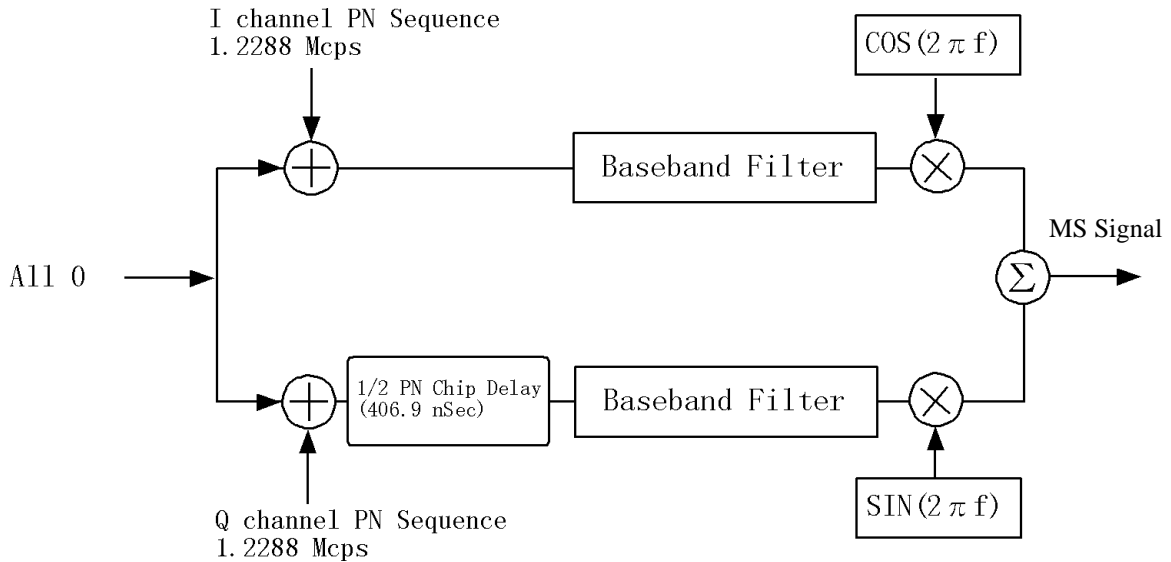 I channel PN Sequence
1.2288 Mcps
COS(2πf)
Baseband Filter
MS Signal
All 0
Σ
1/2 PN Chip Delay
(406.9 nSec)
Baseband Filter
SIN(2πf)
Q channel PN Sequence
1.2288 Mcps